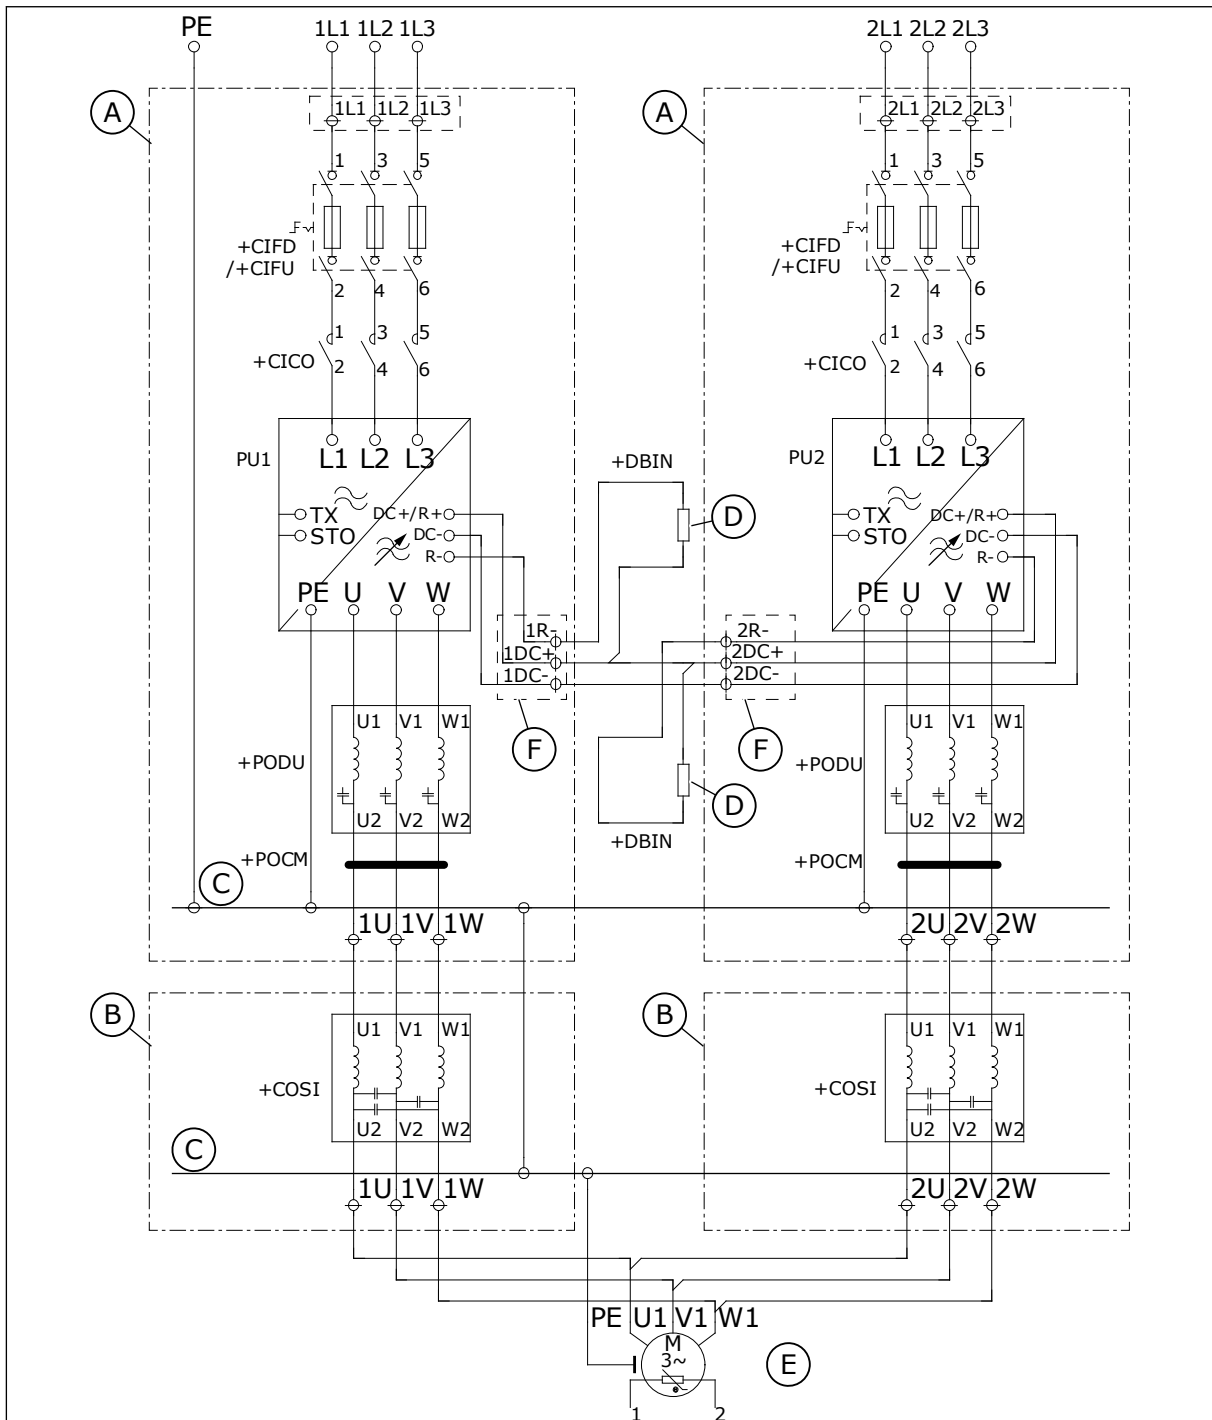 PE 1L1 1L2 1L3 2L1 2L2 2L3
A 1L1 1L2 1L3 A 2L1 2L2 2L3
1 3 5 1 3 5
+CIFD +CIFD
/+CIFU /+CIFU
2 4 6 2 4 6
1 3 5 1 3 5
+CICO 2 4 6 +CICO 2 4 6
PU1 L1 L2 L3 +DBIN PU2 L1 L2 L3
TX DC+/R+ D TX DC+/R+
STO DC- STO DC-
R- R-
PE U V W PE U V W
1R- 2R-
1DC+ 2DC+
1DC- 2DC-
U1 V1 W1 F F U1 V1 W1
+PODU +PODU
D
U2 V2 W2 U2 V2 W2
+DBIN
+POCM +POCM
C
1U 1V 1W 2U 2V 2W
B B
U1 V1 W1 U1 V1 W1
+COSI +COSI
U2 V2 W2 U2 V2 W2
C
1U 1V 1W 2U 2V 2W
PE U1 V1 W1
M
3~ E
1 2